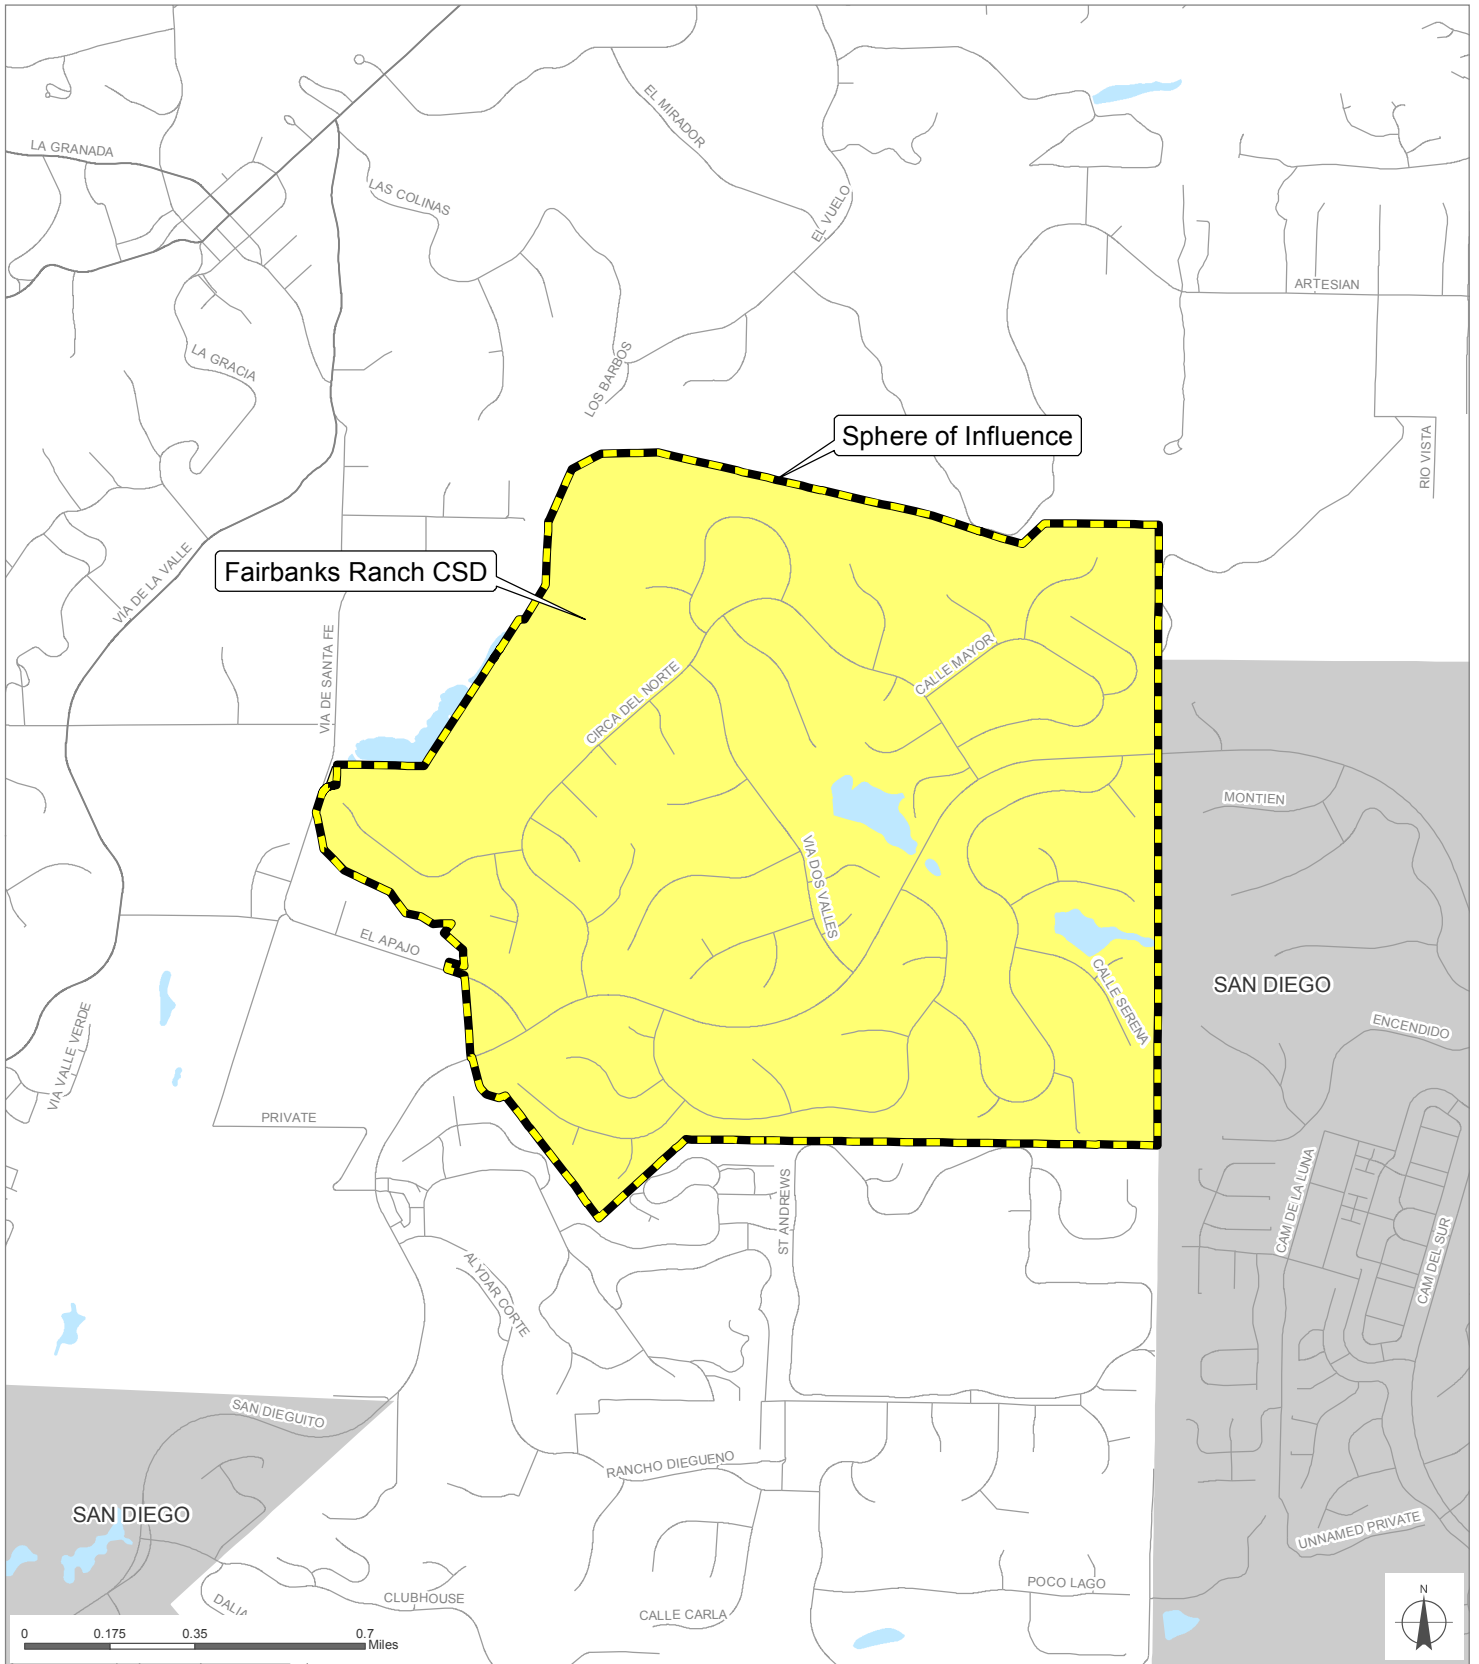 EL MIRADOR
LA GRANADA
LAS COLINAS
EL VUELO
ARTESIAN
LA GRACIA
LOS BARBOS
Sphere of Influence
RIO VISTA
Fairbanks Ranch CSD
VIA DE LA VALLE
VIA DE SANTA FE
CALLE MAYOR
CIRCA DEL NORTE
MONTIEN
VIA DOS VALLES
EL APAJO
CALLE SERENA
SAN DIEGO
ENCENDIDO
VIA VALLE VERDE
PRIVATE
CAM DE LA LUNA
ST ANDREWS
CAM DEL SUR
ALYDAR CORTE
SAN DIEGUITO
RANCHO DIEGUENO
SAN DIEGO
UNNAMED PRIVATE
POCO LAGO
CLUBHOUSE
DALIA
CALLE CARLA
N
0 0.175 0.35 0.7
Miles